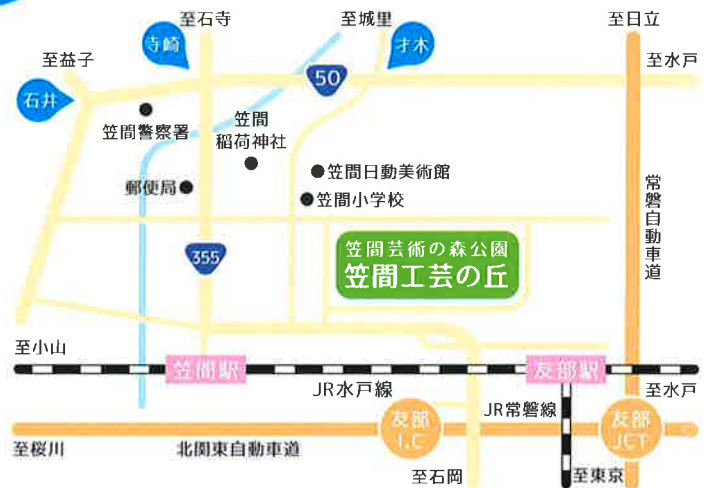 至石寺
至城里
至日立
寺崎
才木
至益子
至水戸
50
石井
笠間警察署
笠間
稲荷神社
笠間日動美術館
郵便局
笠間小学校
常磐自動車道
355
笠間芸術の森公園
笠間工芸の丘
至小山
笠間駅
友部駅
JR水戸線
至水戸
JR常磐線
友部
I.C
友部
JCT
至桜川
北関東自動車道
至石岡
至東京